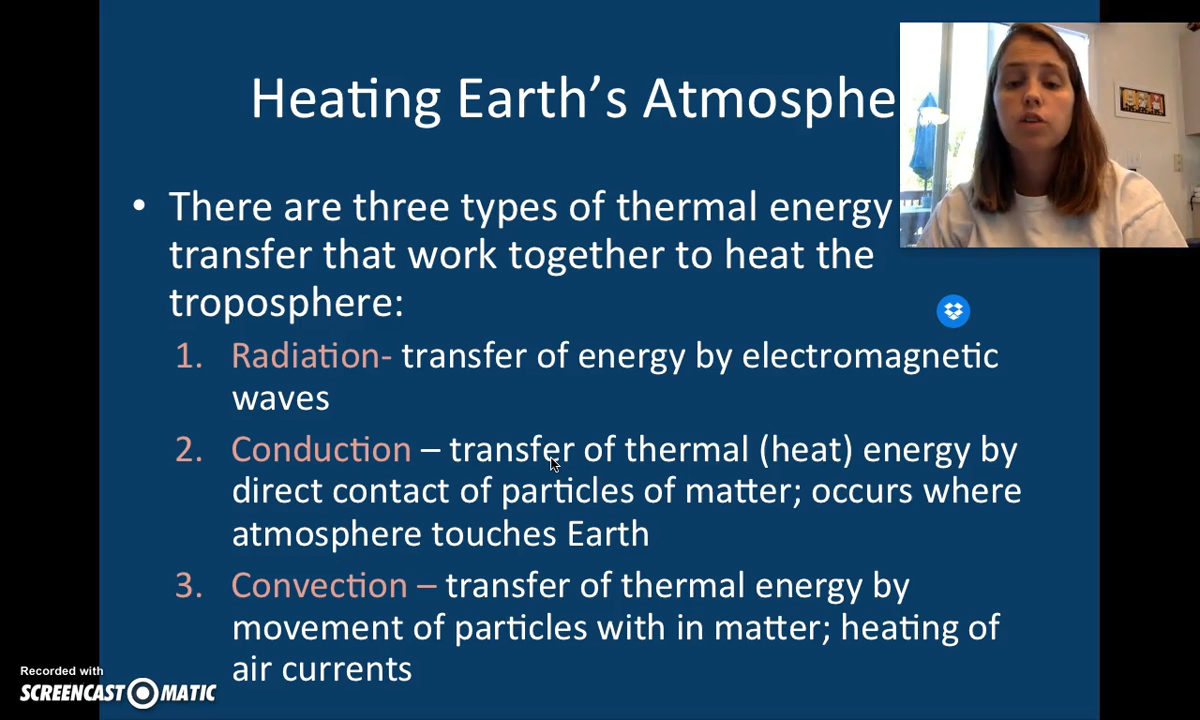 Heating Earth's Atmosphe
• There are three types of thermal energy
transfer that work together to heat the
troposphere:
1. Radiation- transfer of energy by electromagnetic
waves
2. Conduction – transfer of thermal (heat) energy by
direct contact of particles of matter; occurs where
atmosphere touches Earth
3. Convection – transfer of thermal energy by
movement of particles with in matter; heating of
air currents
Recorded with
SCREENCAST MATIC